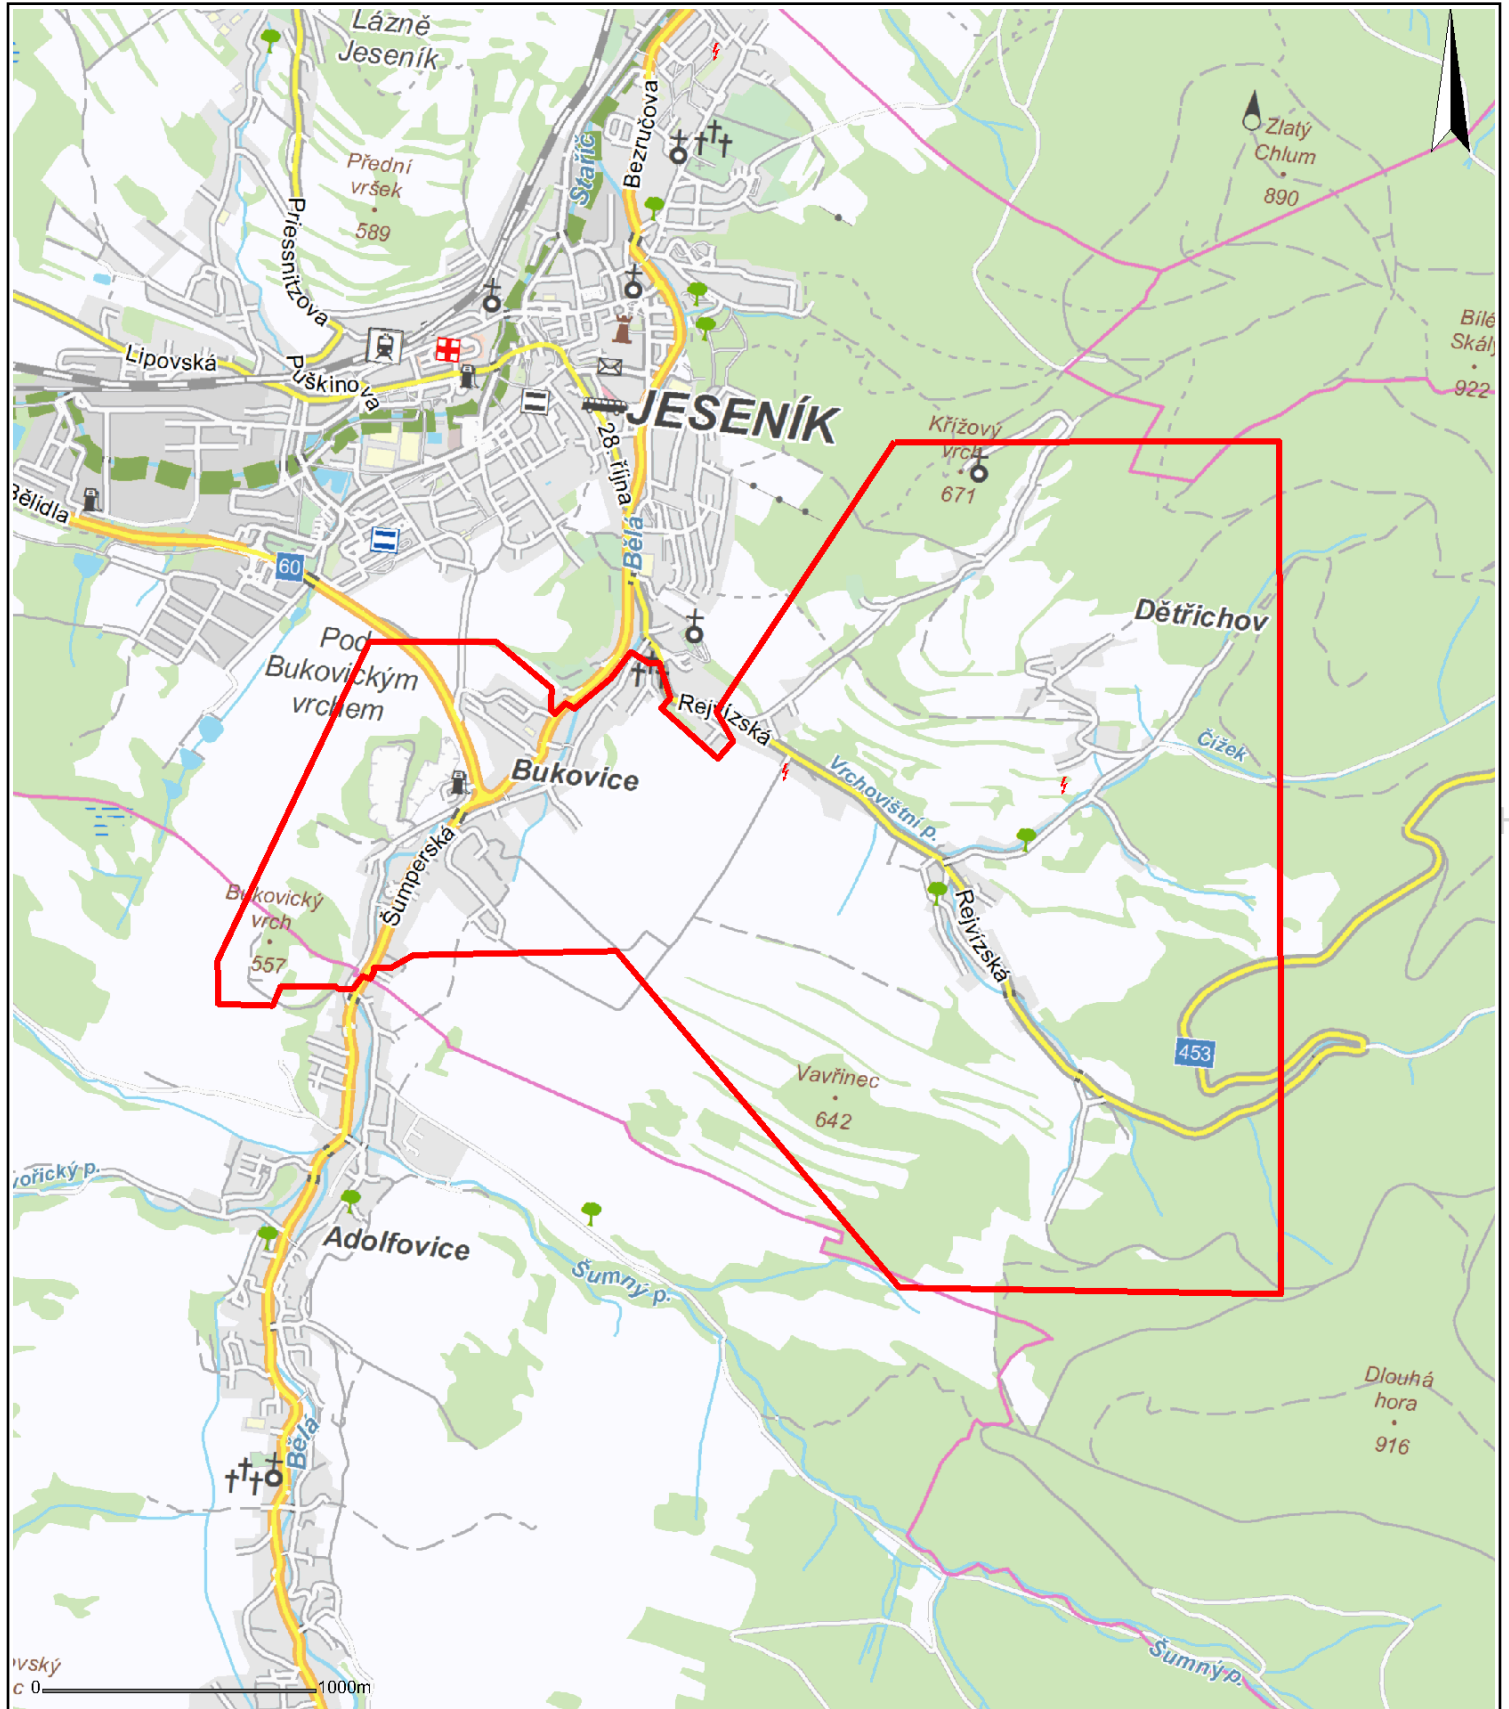 Lázně
Jeseník
Bezručova
Staříč
Zlatý
Chlum
890
Přední
vršek
589
Priessnitzova
Bílé
Skály
922
Lipovská
Puškinova
JESENÍK
28. října
Křížový
vrch
671
Bělidla
Bělá
60
Dětřichov
Pod
Bukovickým
vrchem
Rejvízská
Čížek
Bukovice
Vrchovištní p.
Šumperská
Bukovický
vrch
557
Rejvízská
453
Vavřinec
642
vořický p.
Adolfovice
Šumný p.
Dlouhá
hora
916
Bělá
Šumný p.
ovský
c
0
1000m